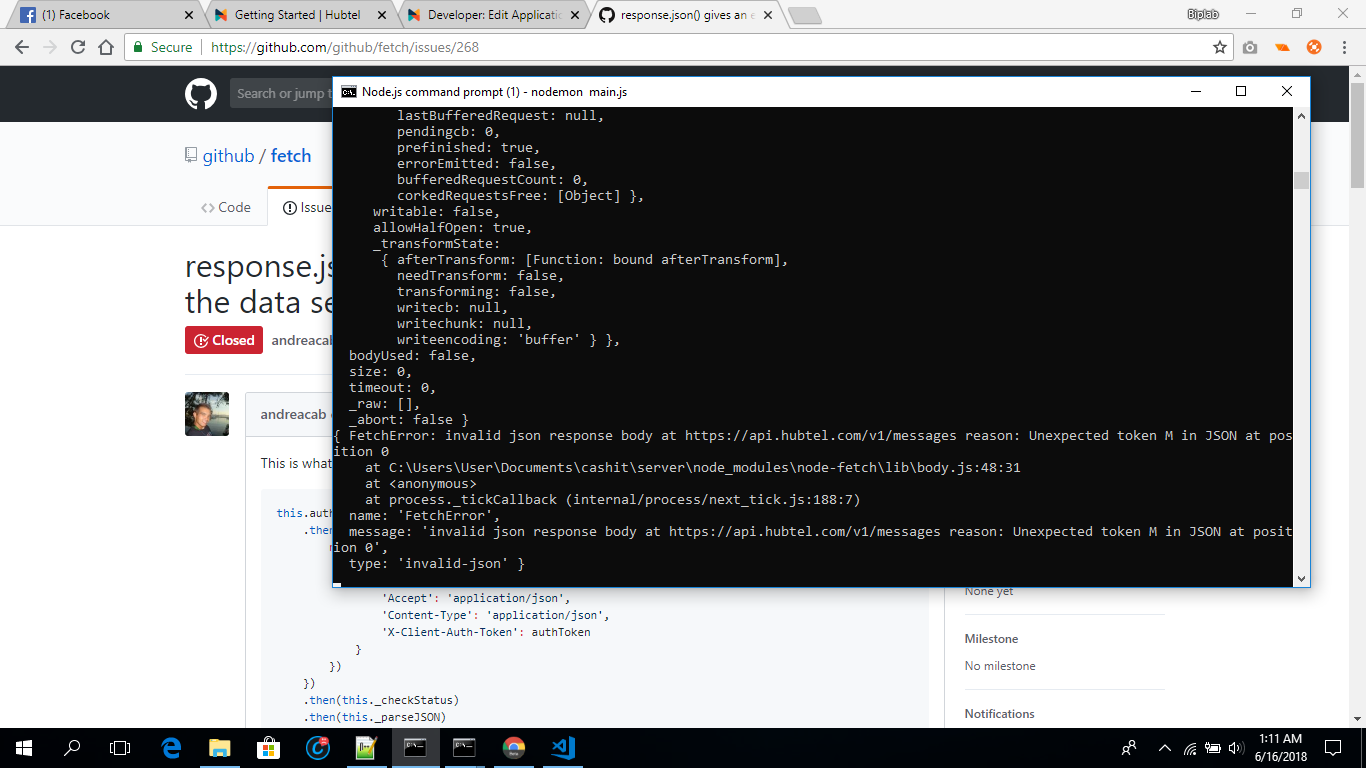 (1) Facebook
Getting Started | Hubtel
Developer: Edit Applicatio
response.json() gives an e
Biplab
Secure
https://github.com/github/fetch/issues/268
Search or jump t
Node.js command prompt (1) - nodemon  main.js
github / fetch
Code
Issue
response.js
the data se
Closed
andreacab
andreacab
This is what
this.auth
.then
lastBufferedRequest: null,
pendingcb: 0,
prefinished: true,
errorEmitted: false,
bufferedRequestCount: 0,
corkedRequestsFree: [Object] },
writable: false,
allowHalfOpen: true,
_transformState:
{ afterTransform: [Function: bound afterTransform],
needTransform: false,
transforming: false,
writecb: null,
writechunk: null,
writeencoding: 'buffer' } },
bodyUsed: false,
size: 0,
timeout: 0,
_raw: [],
_abort: false }
{ FetchError: invalid json response body at https://api.hubtel.com/v1/messages reason: Unexpected token M in JSON at pos
ition 0
at C:\Users\User\Documents\cashit\server\node_modules\node-fetch\lib\body.js:48:31
at <anonymous>
at process._tickCallback (internal/process/next_tick.js:188:7)
name: 'FetchError',
message: 'invalid json response body at https://api.hubtel.com/v1/messages reason: Unexpected token M in JSON at posit
ion 0',
type: 'invalid-json' }
'Accept': 'application/json',
'Content-Type': 'application/json',
'X-Client-Auth-Token': authToken
}
})
})
.then(this._checkStatus)
.then(this._parseJSON)
None yet
Milestone
No milestone
Notifications
1:11 AM
6/16/2018